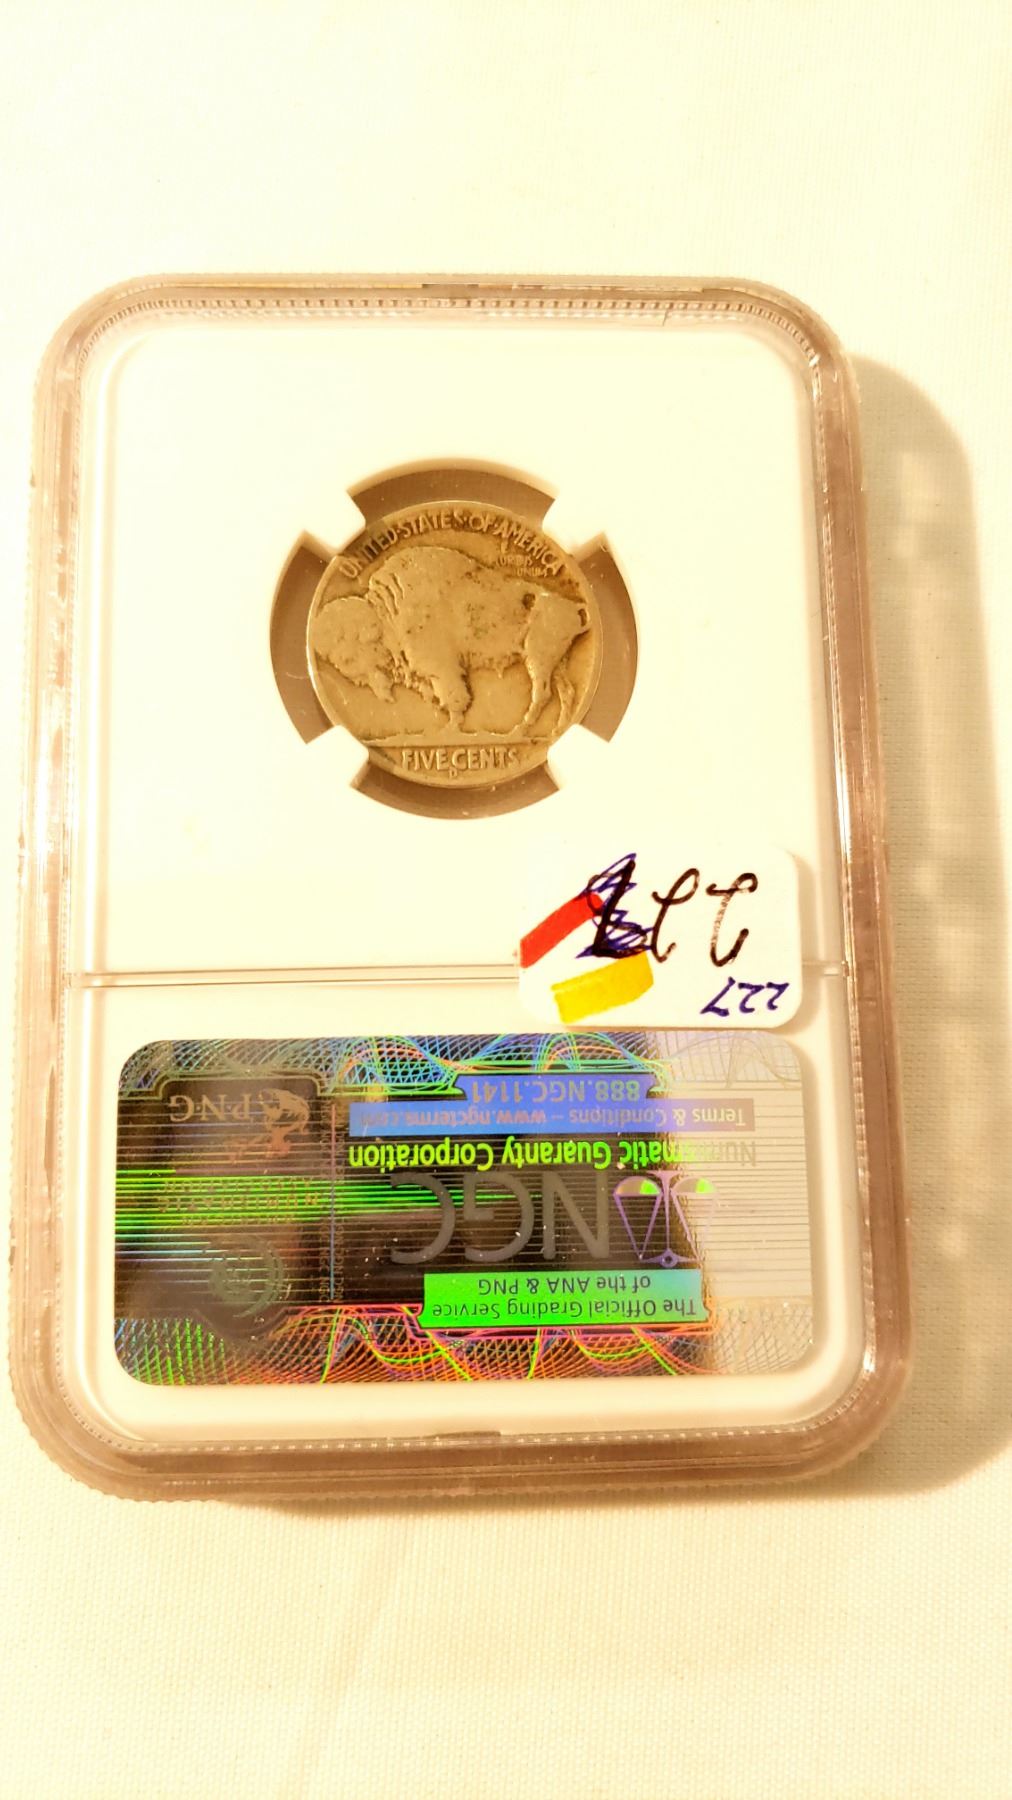 UNITED STATES OF AMERICA
URIBUS
UNUM
FIVE CENTS
D
227
The Official Grading Service
of the ANA & PNG
NGC
Numismatic Guaranty Corporation
Terms & Conditions – www.ngcterms.com
888.NGC.1141
PNG